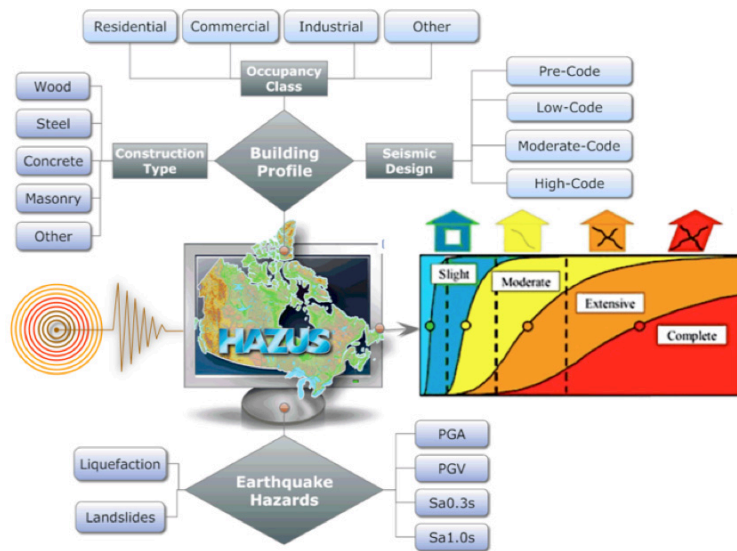 Residential
Commercial
Industrial
Other
Occupancy
Class
Wood
Steel
Concrete
Masonry
Other
Construction
Type
Building
Profile
Seismic
Design
Pre-Code
Low-Code
Moderate-Code
High-Code
HAZUS
Slight
Moderate
Extensive
Complete
Liquefaction
Landslides
Earthquake
Hazards
PGA
PGV
Sa0.3s
Sa1.0s